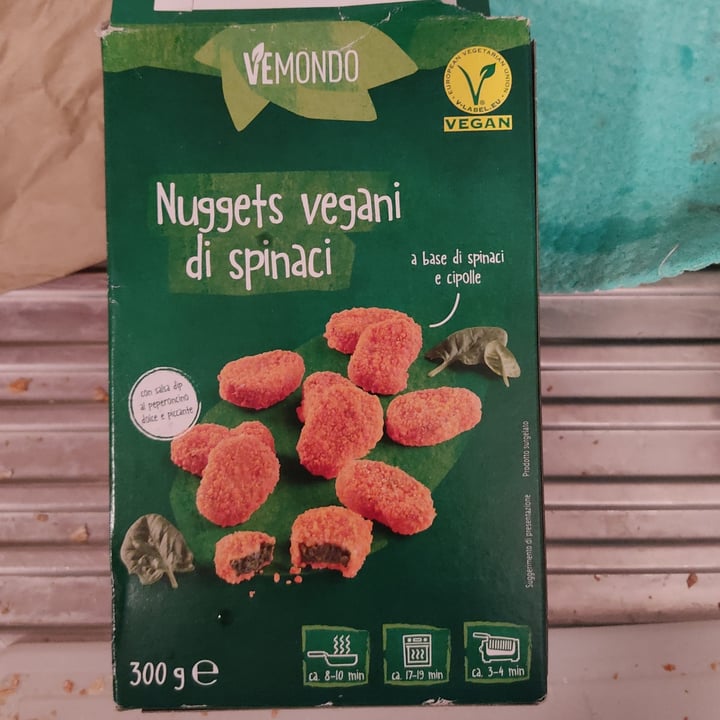 VEMONDO
EUROPEAN VEGETARIAN UNION
V-LABEL.EU
VEGAN
Nuggets vegani
di spinaci
a base di spinaci
e cipolle
con salsa dip
al peperoncino
dolce e piccante
Prodotto surgelato
Suggerimento di presentazione
300 g e
ca. 8-10 min
ca. 17-19 min
ca. 3-4 min